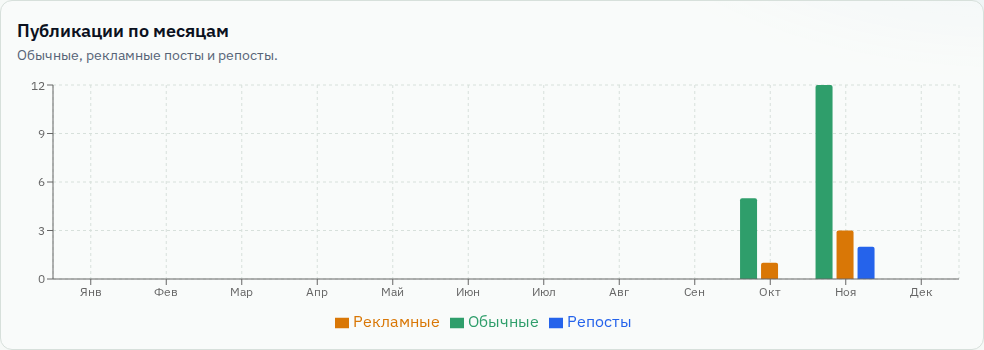 Публикации по месяцам
Обычные, рекламные посты и репосты.
12
9
6
3
0
Янв Фев Мар Апр Май Июн Июл Авг Сен Окт Ноя Дек
Рекламные Обычные Репосты